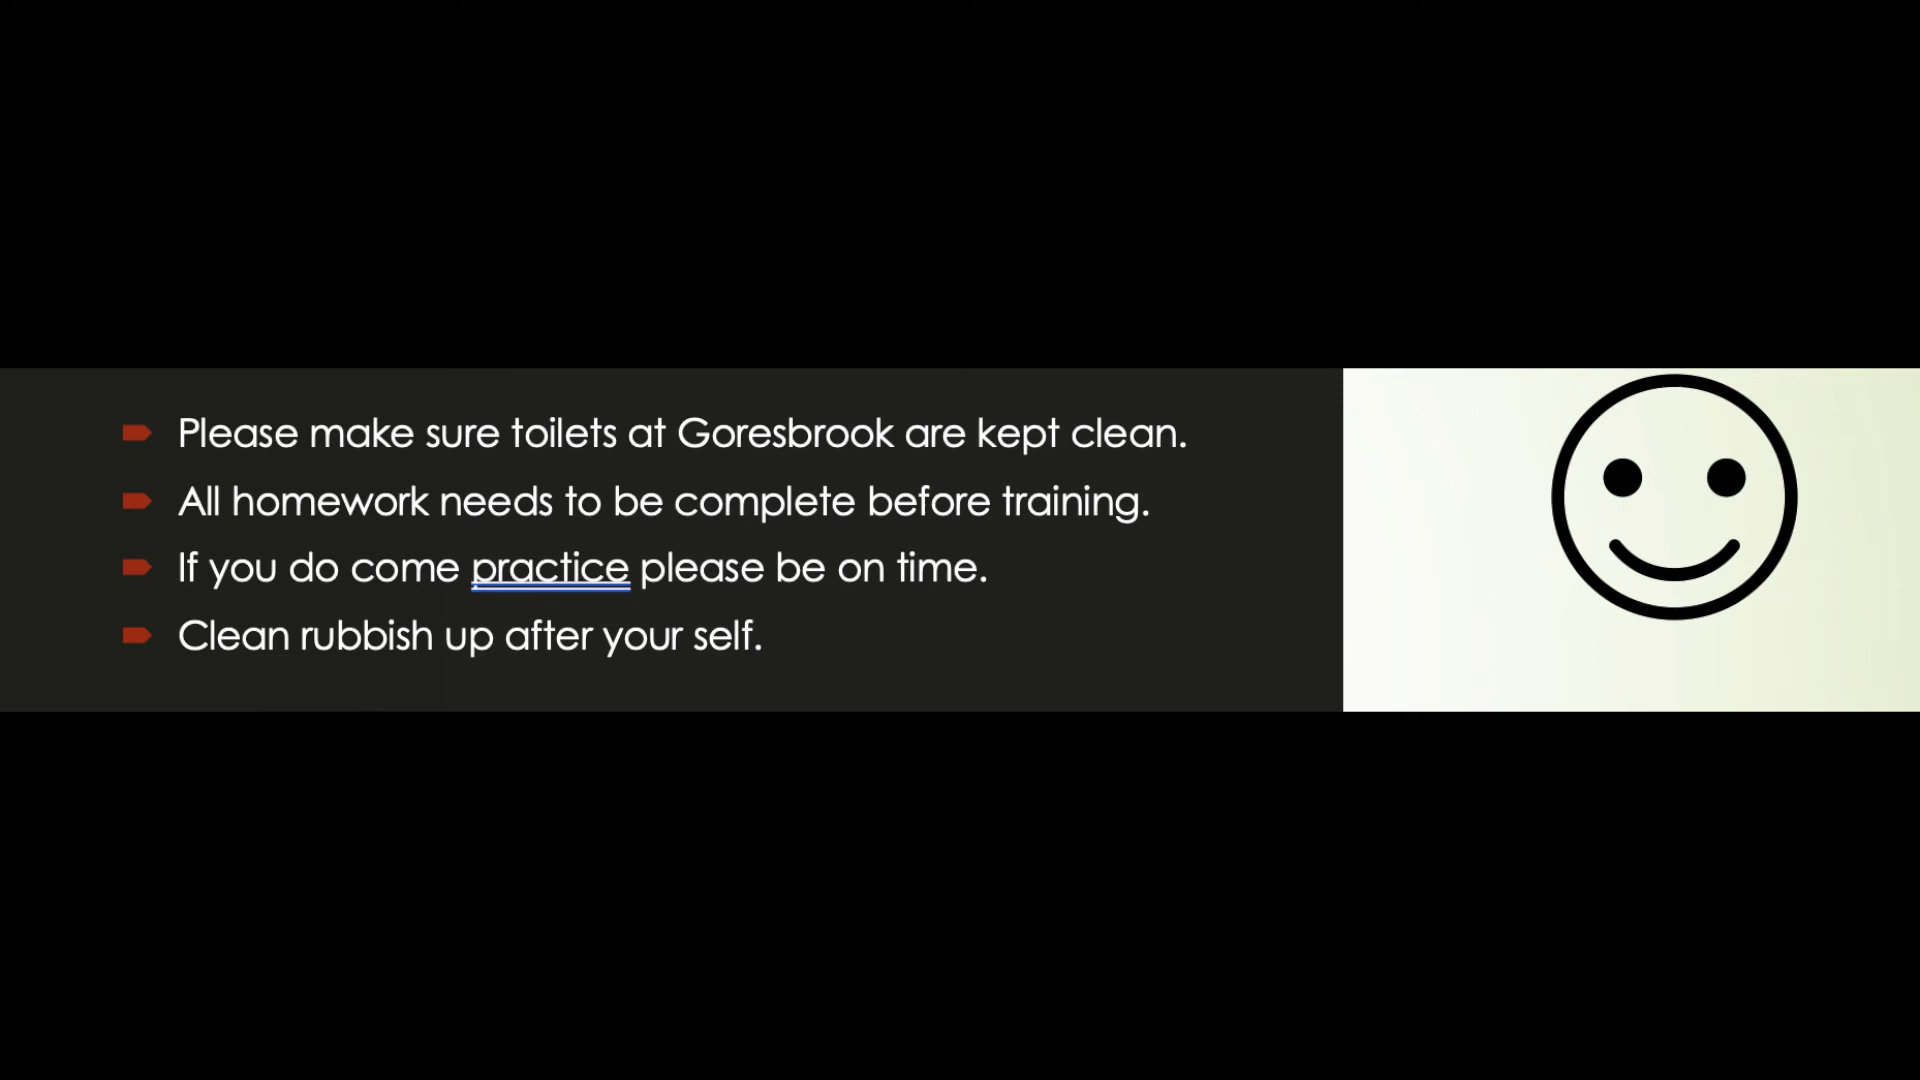 Please make sure toilets at Goresbrook are kept clean.
All homework needs to be complete before training.
If you do come practice please be on time.
Clean rubbish up after your self.